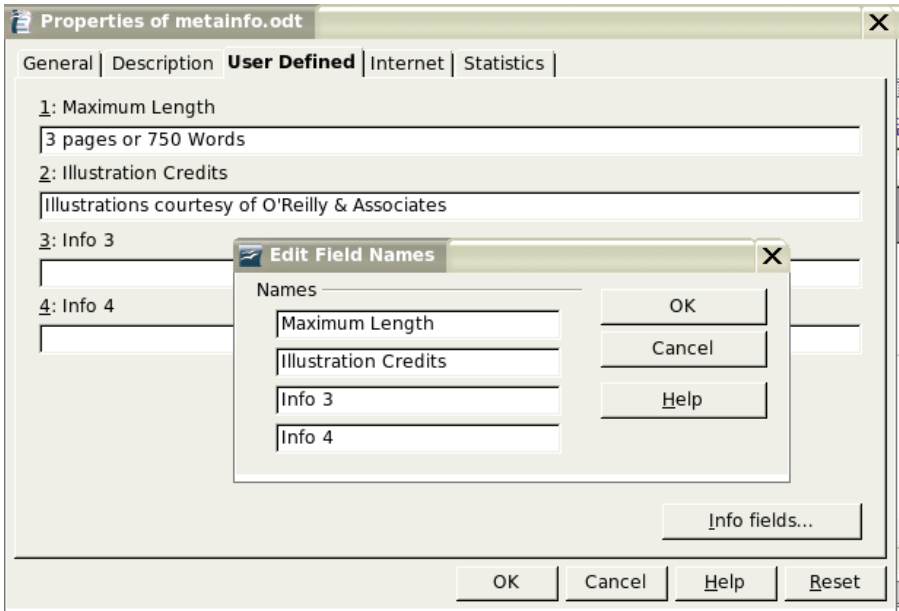 Properties of metainfo.odt
General Description User Defined Internet Statistics
1: Maximum Length
3 pages or 750 Words
2: Illustration Credits
Illustrations courtesy of O'Reilly & Associates
3: Info 3
4: Info 4
Edit Field Names
Names
Maximum Length
Illustration Credits
Info 3
Info 4
OK
Cancel
Help
Info fields...
OK Cancel Help Reset